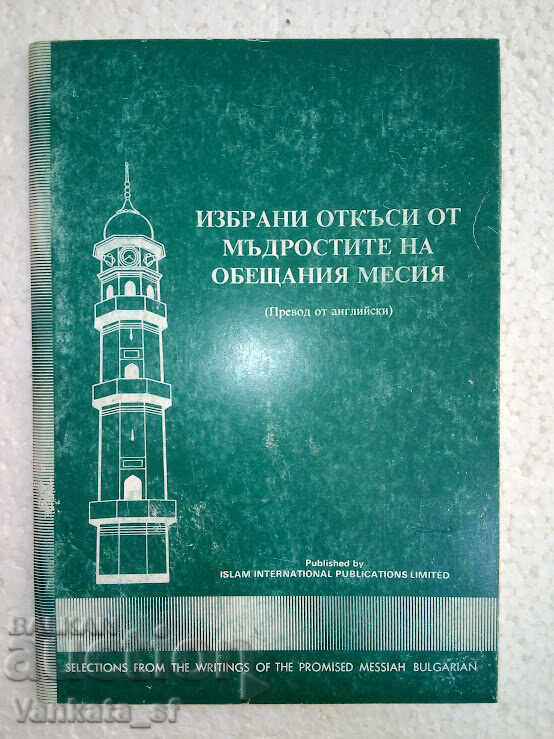 ИЗБРАНИ ОТКЪСИ ОТ
МЪДРОСТИТЕ НА
ОБЕЩАНИЯ МЕСИЯ
(Превод от английски)
Published by
ISLAM INTERNATIONAL PUBLICATIONS LIMITED
BALKAN
auction
SELECTIONS FROM THE WRITINGS OF THE PROMISED MESSIAH BULGARIAN
Vankata_sf